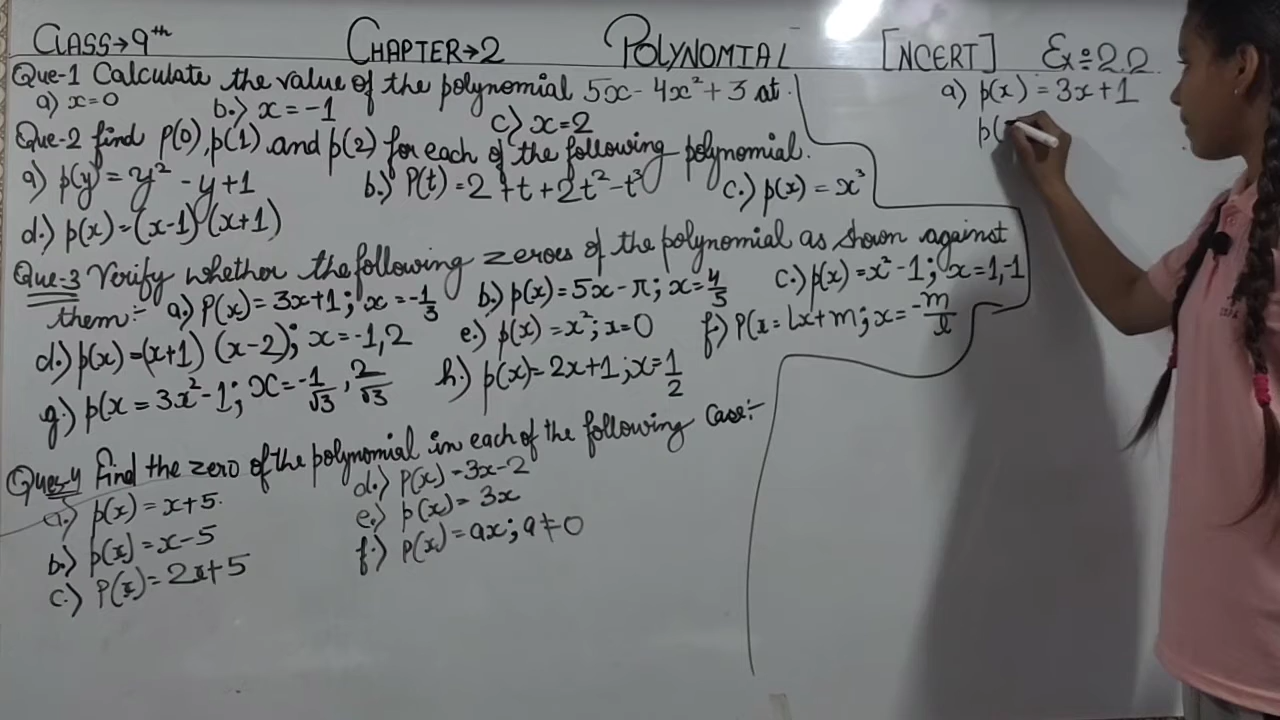 CLASS→9th CHAPTER→2 POLYNOMIAL [NCERT] Ex÷2.2
Que-1 Calculate the value of the polynomial 5x-4x²+3 at.
a) x=0 b.) x=-1 c) x=2
Que-2 find P(0), p(1) and p(2) for each of the following polynomial.
a) p(y)=y²-y+1 b.) P(t)=2+t+2t²-t³ c.) p(x)=x³
d.) p(x)=(x-1)(x+1)
Que-3 Verify whether the following zeroes of the polynomial as shown against
them:- a.) P(x)=3x+1; x=-1/3 b.) p(x)=5x-π; x=4/5 c.) p(x)=x²-1; x=1,-1
d.) p(x)=(x+1)(x-2); x=-1,2 e.) p(x)=x²; x=0 f.) P(x=Lx+m; x=-m/l
g.) p(x=3x²-1; x=-1/√3, 2/√3 h.) p(x)=2x+1; x=1/2
Ques-4 Find the zero of the polynomial in each of the following case:-
a.) p(x)=x+5. d.) P(x)=3x-2
b.) p(x)=x-5 e.) p(x)=3x
c.) P(x)=2x+5 f.) P(x)=ax; a≠0
a) p(x)=3x+1
p(